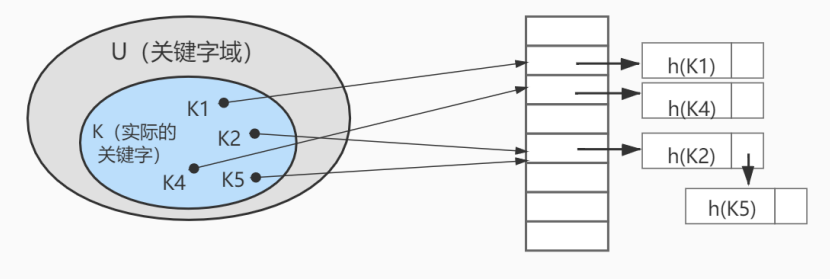 U（关键字域）
K1
K（实际的
关键字）
K2
K4
K5
h(K1)
h(K4)
h(K2)
h(K5)